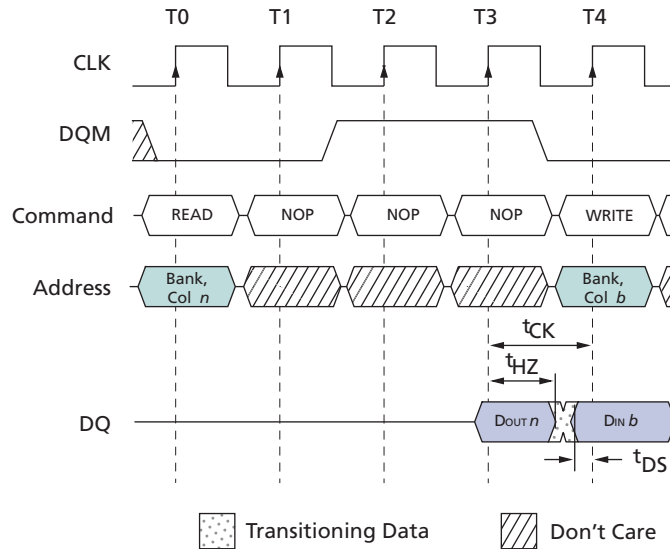 T0 T1 T2 T3 T4
CLK
DQM
Command READ NOP NOP NOP WRITE
Address Bank, Col n Bank, Col b
tCK
tHZ
DQ DOUT n DIN b
tDS
Transitioning Data Don't Care